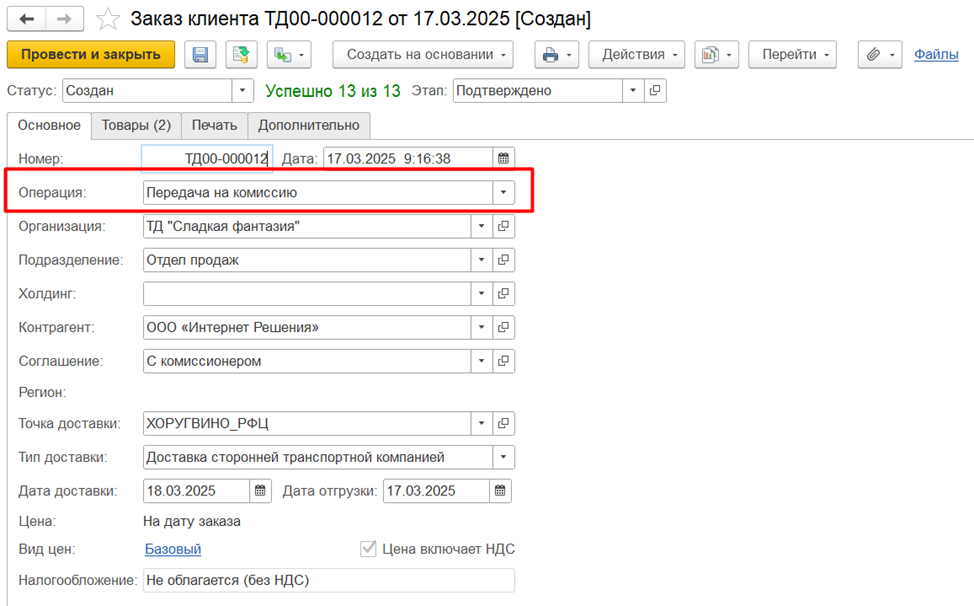 Заказ клиента ТД00-000012 от 17.03.2025 [Создан]
Провести и закрыть Создать на основании Действия Перейти Файлы
Статус: Создан Успешно 13 из 13 Этап: Подтверждено
Основное Товары (2) Печать Дополнительно
Номер: ТД00-000012 Дата: 17.03.2025 9:16:38
Операция: Передача на комиссию
Организация: ТД "Сладкая фантазия"
Подразделение: Отдел продаж
Холдинг:
Контрагент: ООО «Интернет Решения»
Соглашение: С комиссионером
Регион:
Точка доставки: ХОРУГВИНО_РФЦ
Тип доставки: Доставка сторонней транспортной компанией
Дата доставки: 18.03.2025 Дата отгрузки: 17.03.2025
Цена: На дату заказа
Вид цен: Базовый Цена включает НДС
Налогообложение: Не облагается (без НДС)